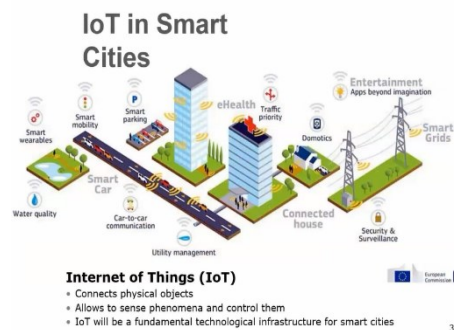 IoT in Smart
Cities
Entertainment
Apps beyond imagination
Smart
wearables
Smart
mobility
Smart
parking
eHealth
Traffic
priority
Domotics
Smart
Grids
Smart
Car
Water quality
Car-to-car
communication
Utility management
Connected
house
Security &
Surveillance
Internet of Things (IoT)
• Connects physical objects
• Allows to sense phenomena and control them
• IoT will be a fundamental technological infrastructure for smart cities
European
Commission
3
P